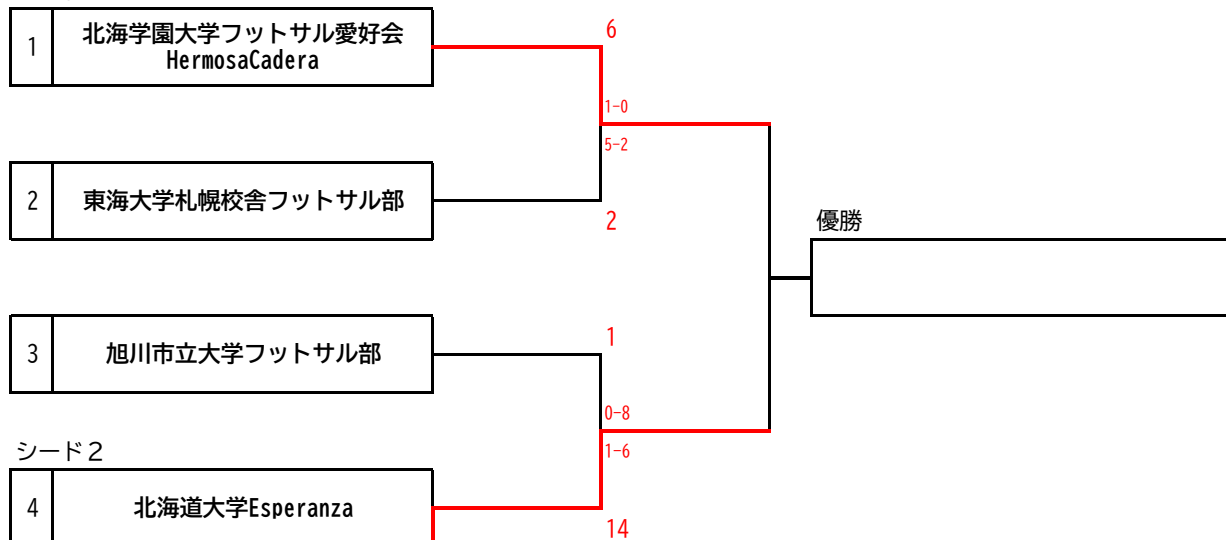 1
北海学園大学フットサル愛好会
HermosaCadera
6
1-0
5-2
2
東海大学札幌校舎フットサル部
2
優勝
3
旭川市立大学フットサル部
1
0-8
シード２
1-6
4
北海道大学Esperanza
14